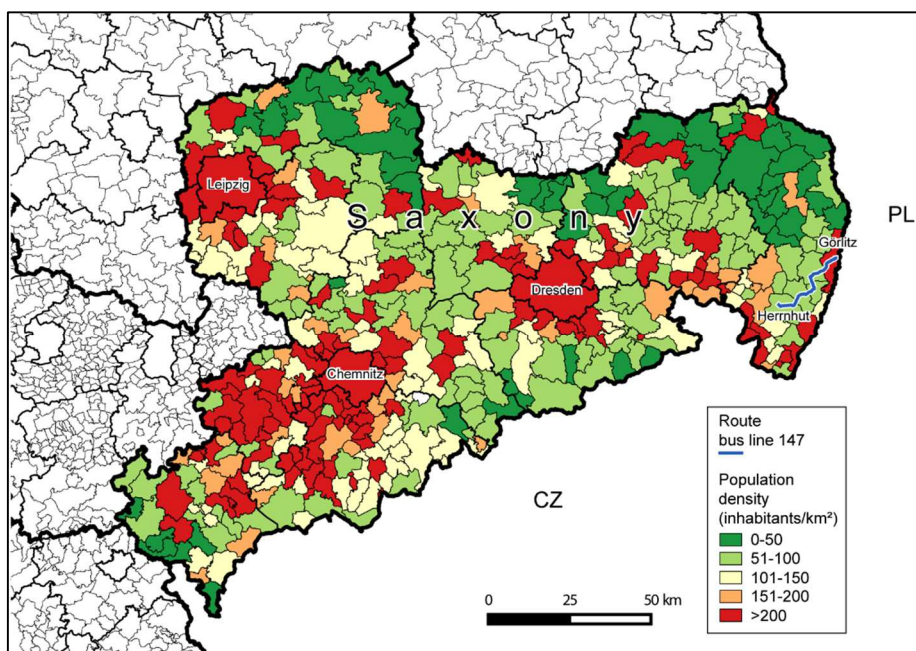 Leipzig
S a x o n y
PL
Görlitz
Dresden
Herrnhut
Chemnitz
CZ
Route
bus line 147
Population
density
(inhabitants/km²)
0-50
51-100
101-150
151-200
>200
0 25 50 km